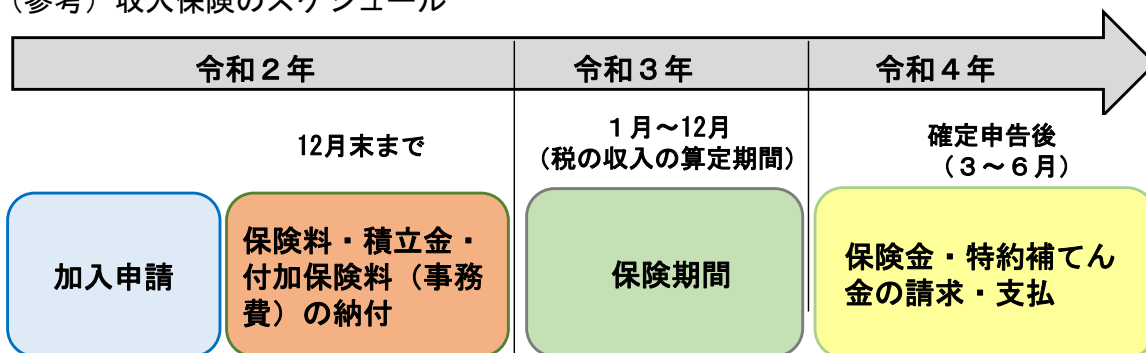 （参考）収入保険のスケジュール
令和２年
令和３年
令和４年
12月末まで
１月～12月
（税の収入の算定期間）
確定申告後
（３～６月）
加入申請
保険料・積立金・
付加保険料（事務
費）の納付
保険期間
保険金・特約補てん
金の請求・支払